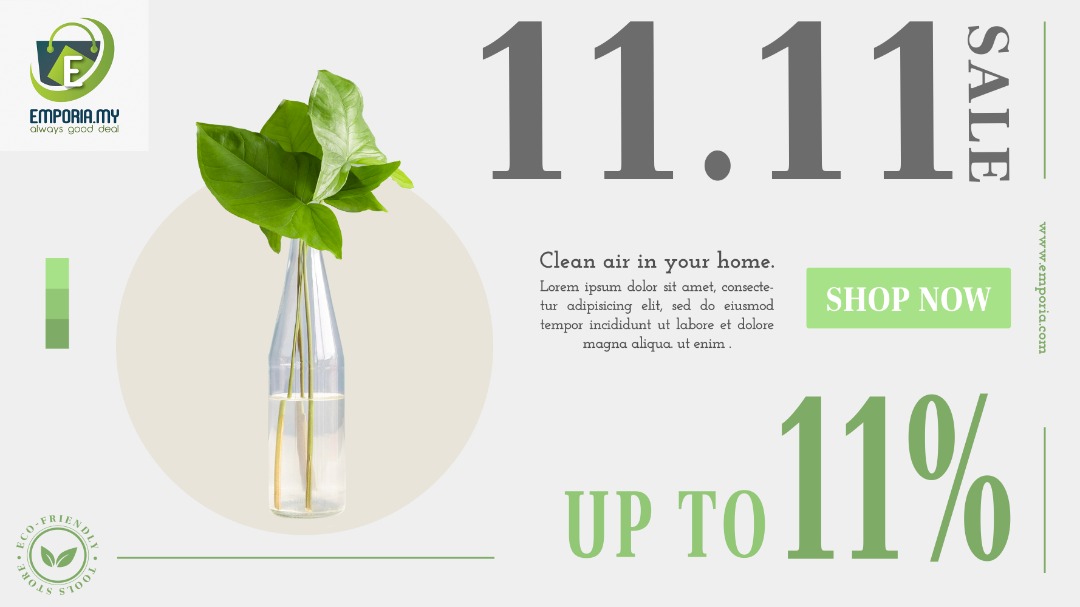 E
EMPORIA.MY
always good deal
11.11
SALE
Clean air in your home.
Lorem ipsum dolor sit amet, consecte-
tur adipisicing elit, sed do eiusmod
tempor incididunt ut labore et dolore
magna aliqua. ut enim .
SHOP NOW
www.emporia.com
UP TO 11%
• ECO-FRIENDLY • TOOLS STORE